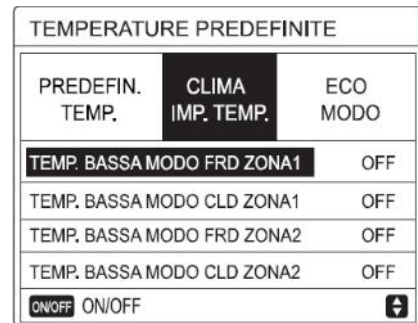 TEMPERATURE PREDEFINITE
PREDEFIN. TEMP.
CLIMA IMP. TEMP.
ECO MODO
TEMP. BASSA MODO FRD ZONA1 OFF
TEMP. BASSA MODO CLD ZONA1 OFF
TEMP. BASSA MODO FRD ZONA2 OFF
TEMP. BASSA MODO CLD ZONA2 OFF
ON/OFF ON/OFF